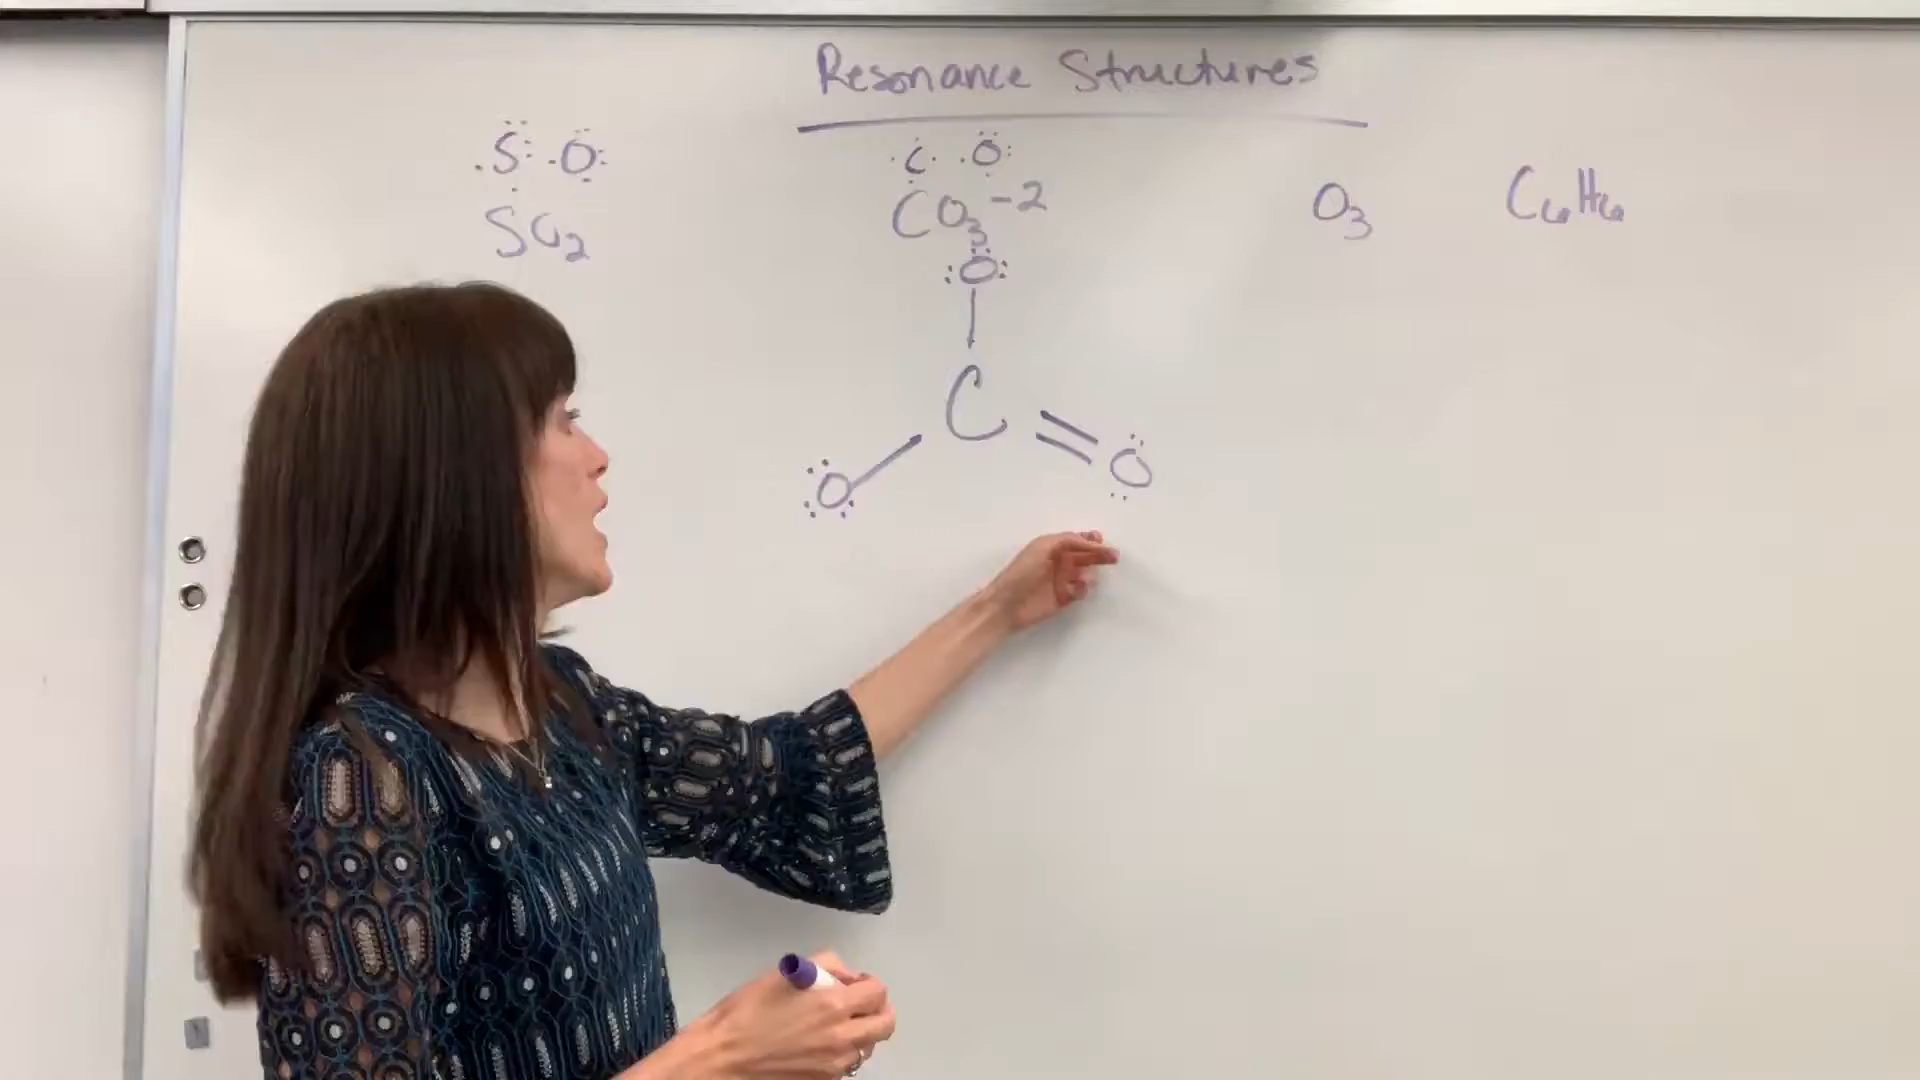 Resonance Structures
S O
C O
SO2
CO3 -2
O3
C6H6
O
C
O
O